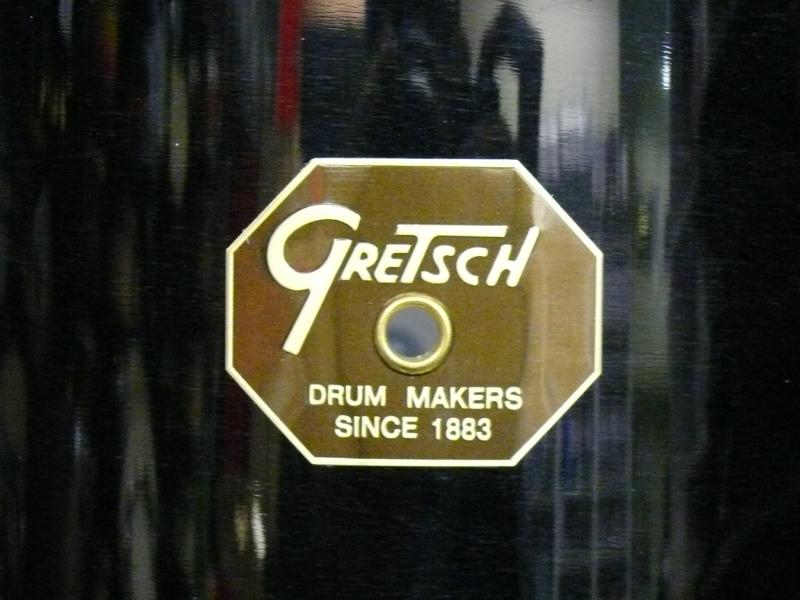 GRETSCH
DRUM MAKERS
SINCE 1883